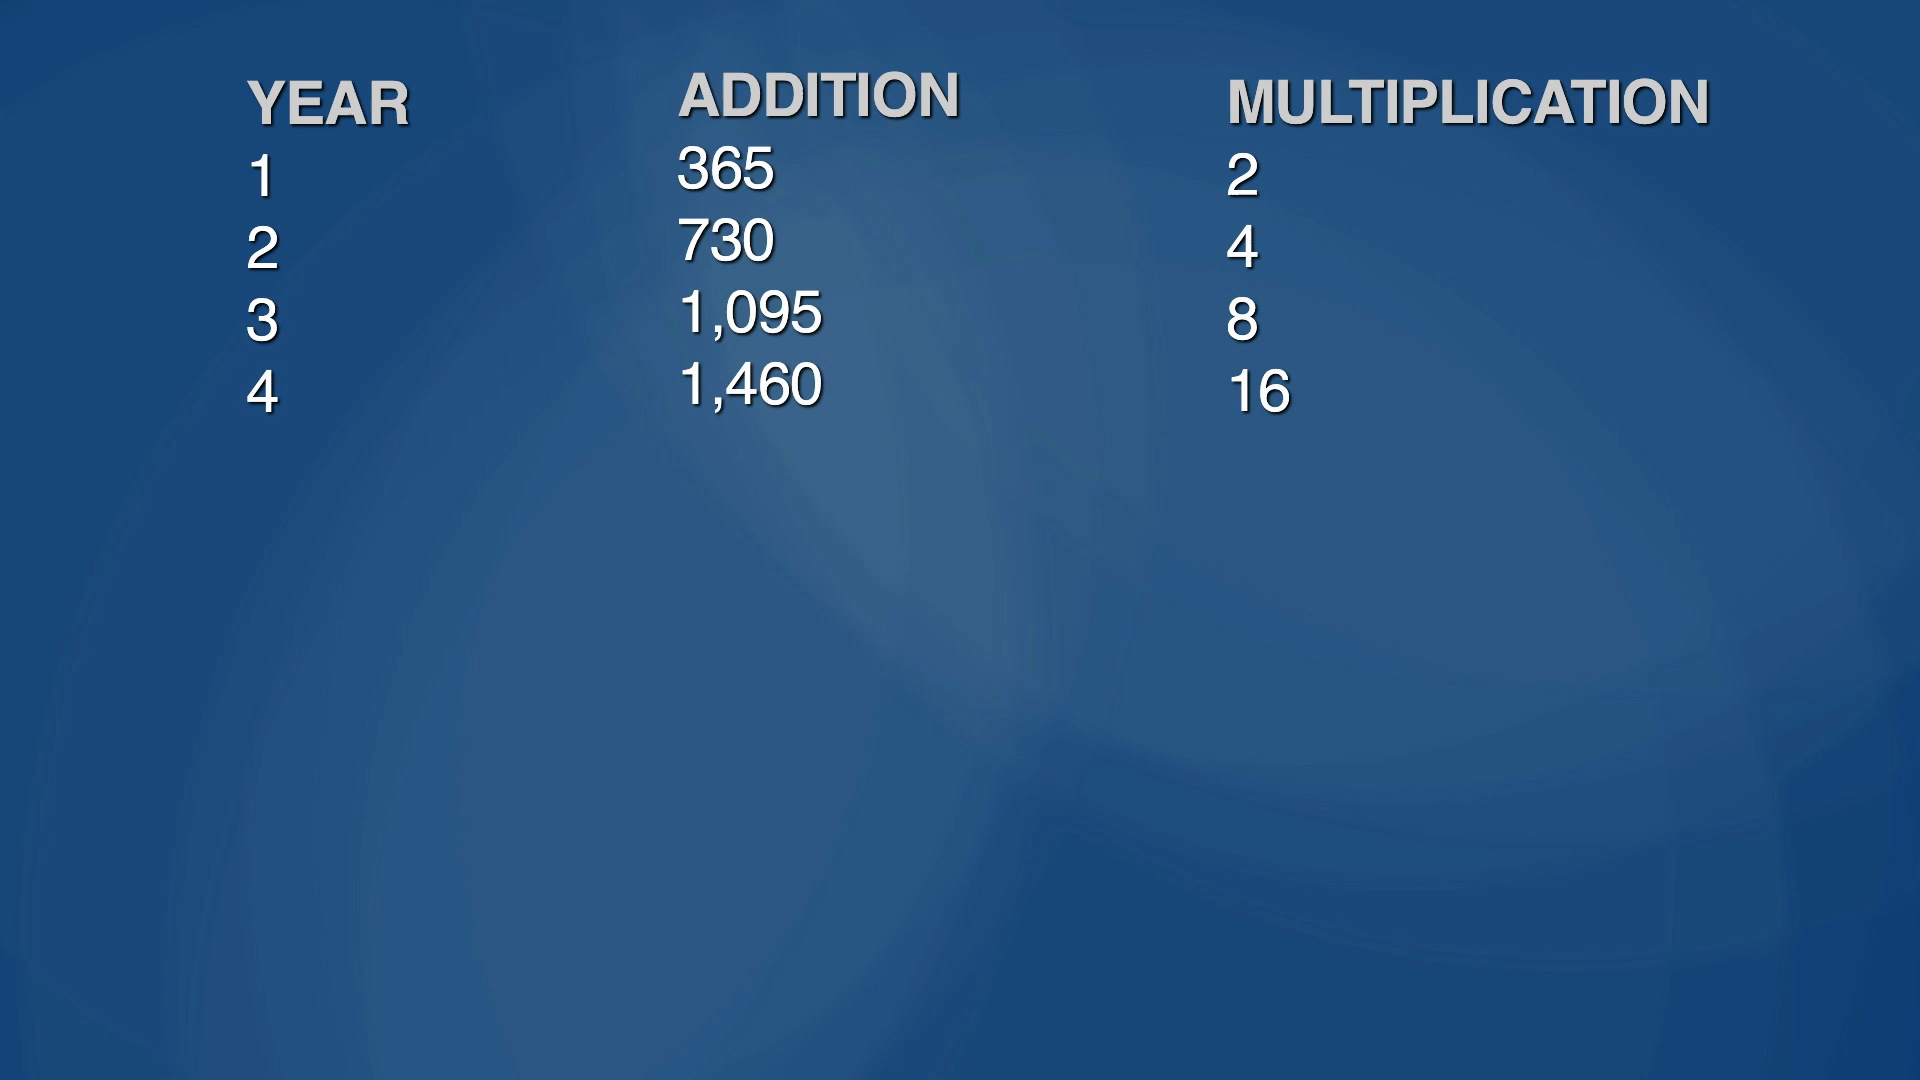 YEAR ADDITION MULTIPLICATION
1 365 2
2 730 4
3 1,095 8
4 1,460 16